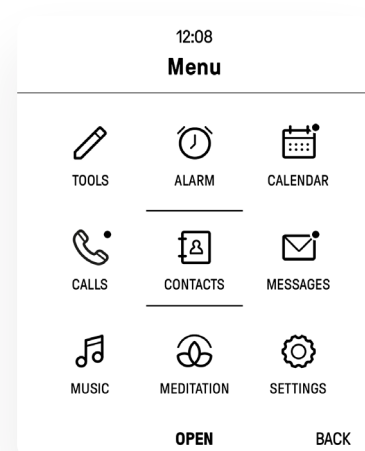 12:08
Menu
TOOLS ALARM CALENDAR
CALLS CONTACTS MESSAGES
MUSIC MEDITATION SETTINGS
OPEN BACK